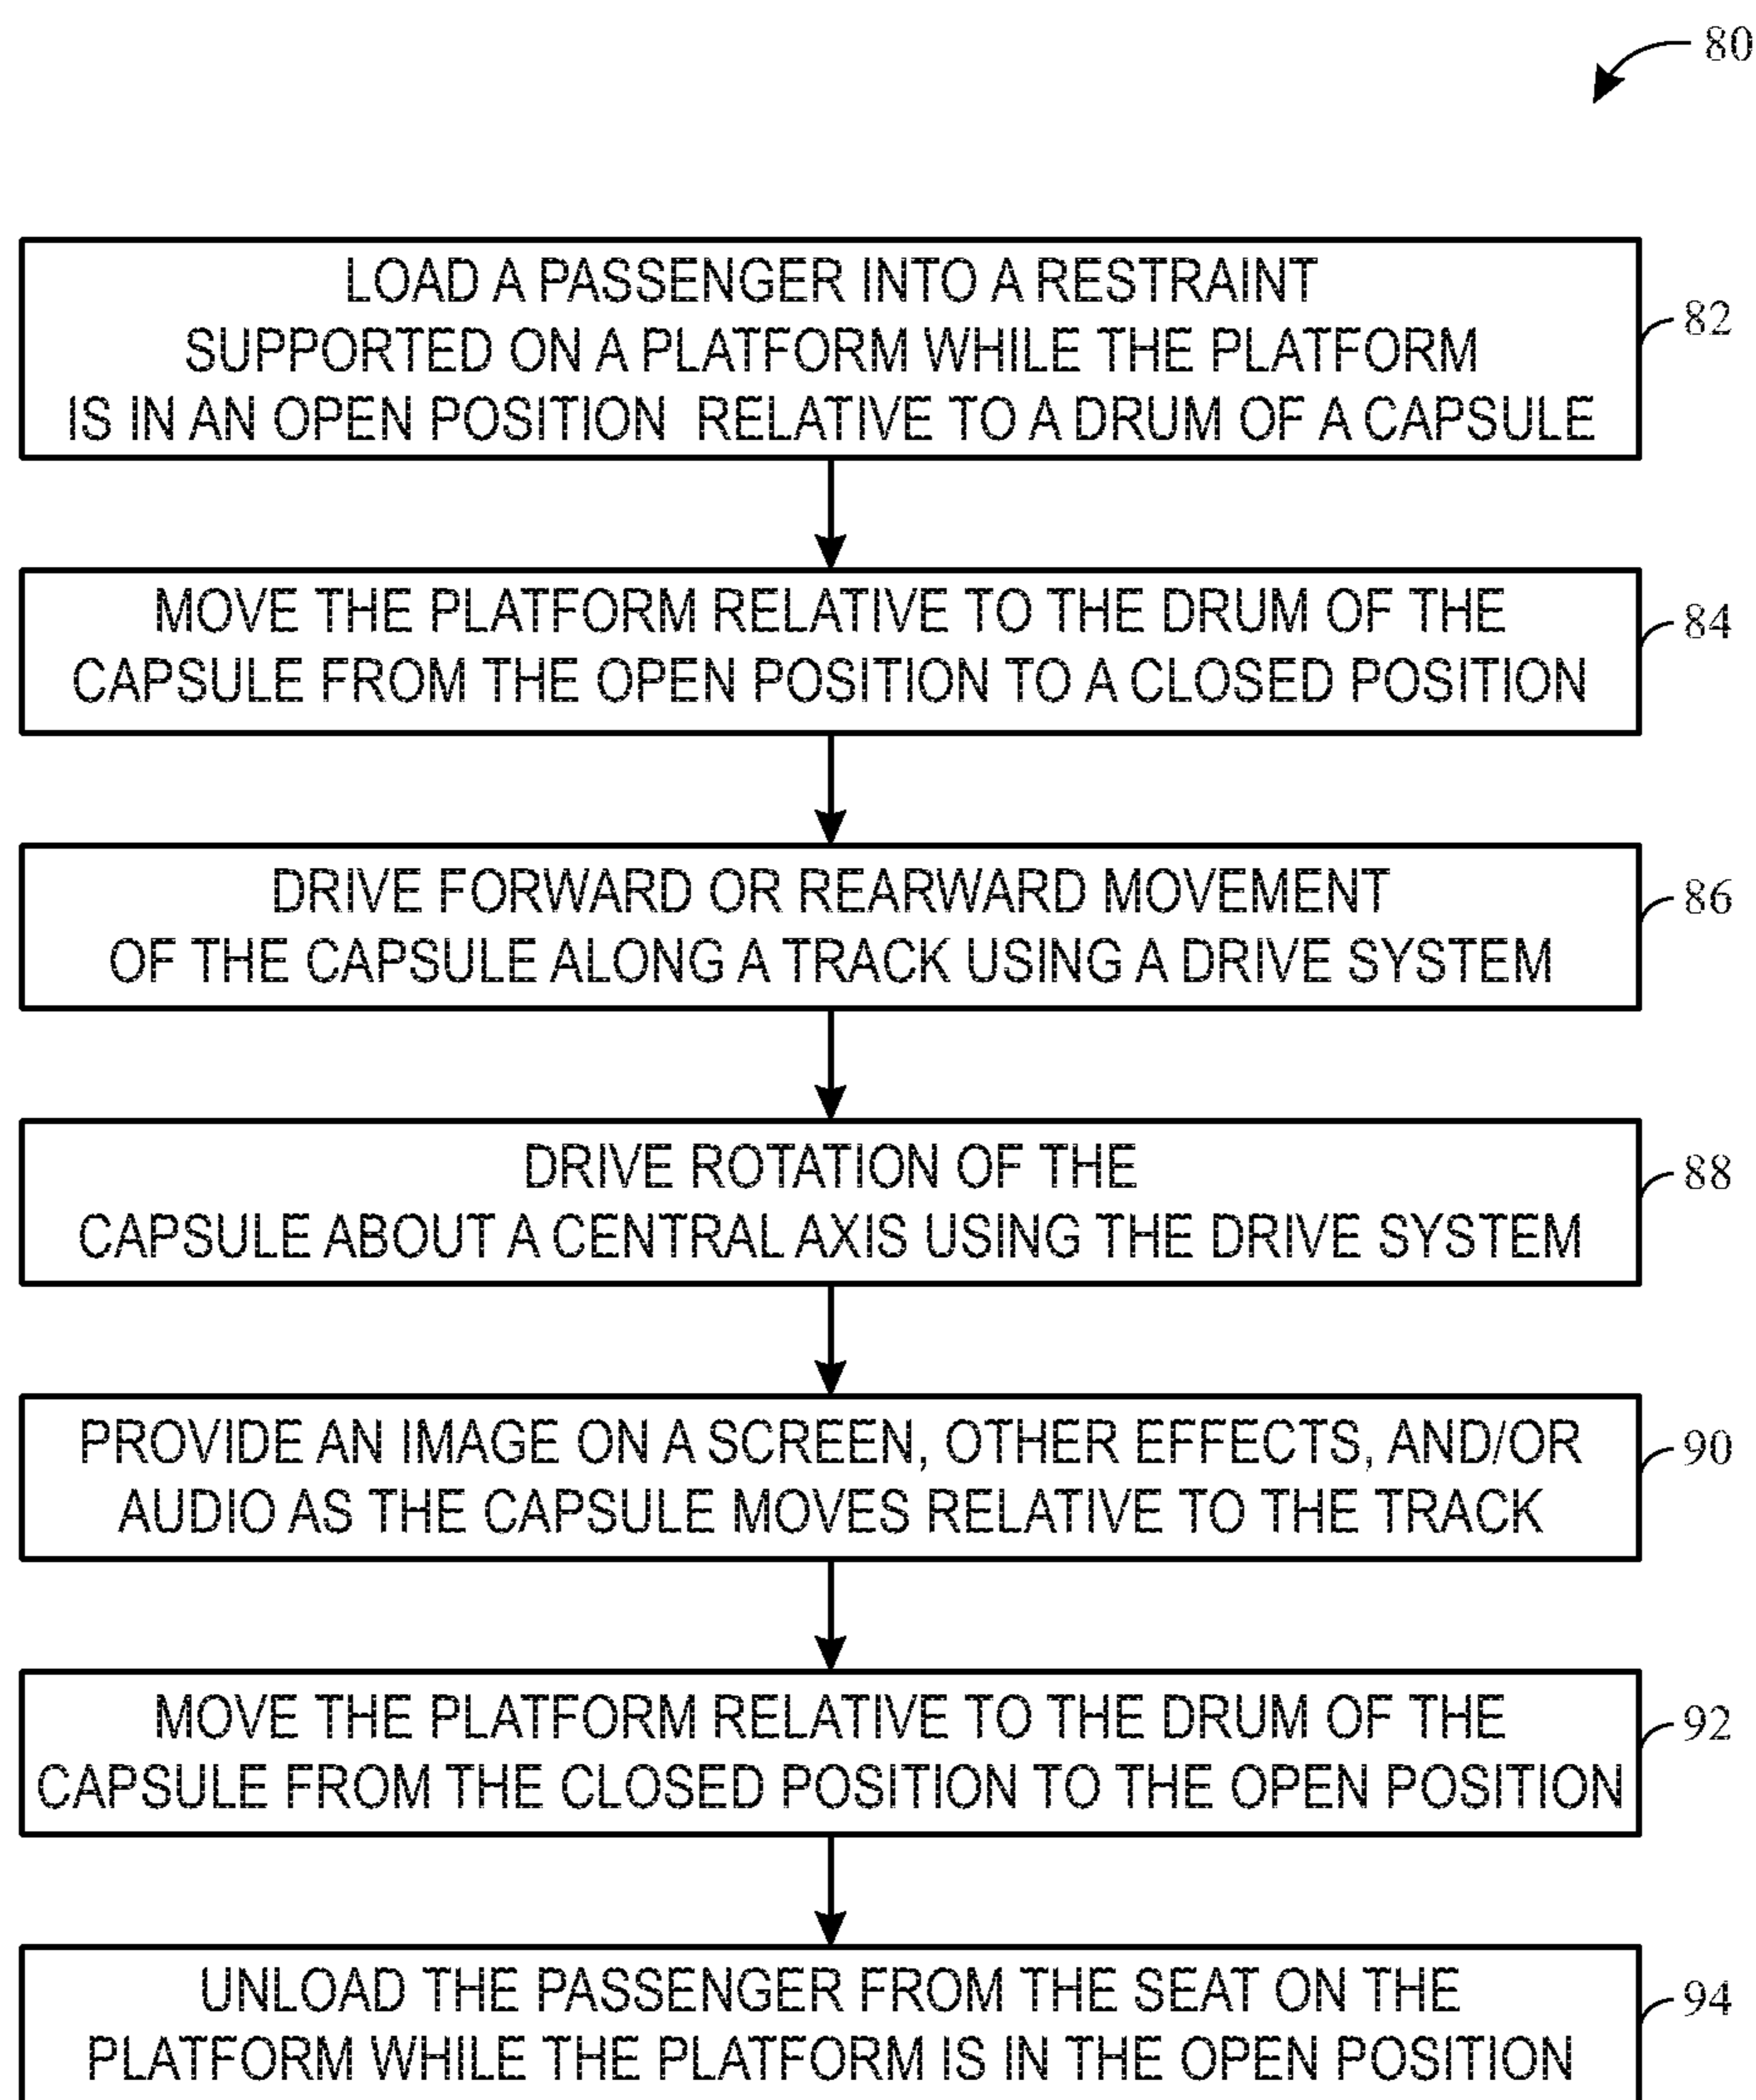 80
LOAD A PASSENGER INTO A RESTRAINT
SUPPORTED ON A PLATFORM WHILE THE PLATFORM
IS IN AN OPEN POSITION RELATIVE TO A DRUM OF A CAPSULE
82
MOVE THE PLATFORM RELATIVE TO THE DRUM OF THE
CAPSULE FROM THE OPEN POSITION TO A CLOSED POSITION
84
DRIVE FORWARD OR REARWARD MOVEMENT
OF THE CAPSULE ALONG A TRACK USING A DRIVE SYSTEM
86
DRIVE ROTATION OF THE
CAPSULE ABOUT A CENTRAL AXIS USING THE DRIVE SYSTEM
88
PROVIDE AN IMAGE ON A SCREEN, OTHER EFFECTS, AND/OR
AUDIO AS THE CAPSULE MOVES RELATIVE TO THE TRACK
90
MOVE THE PLATFORM RELATIVE TO THE DRUM OF THE
CAPSULE FROM THE CLOSED POSITION TO THE OPEN POSITION
92
UNLOAD THE PASSENGER FROM THE SEAT ON THE
PLATFORM WHILE THE PLATFORM IS IN THE OPEN POSITION
94